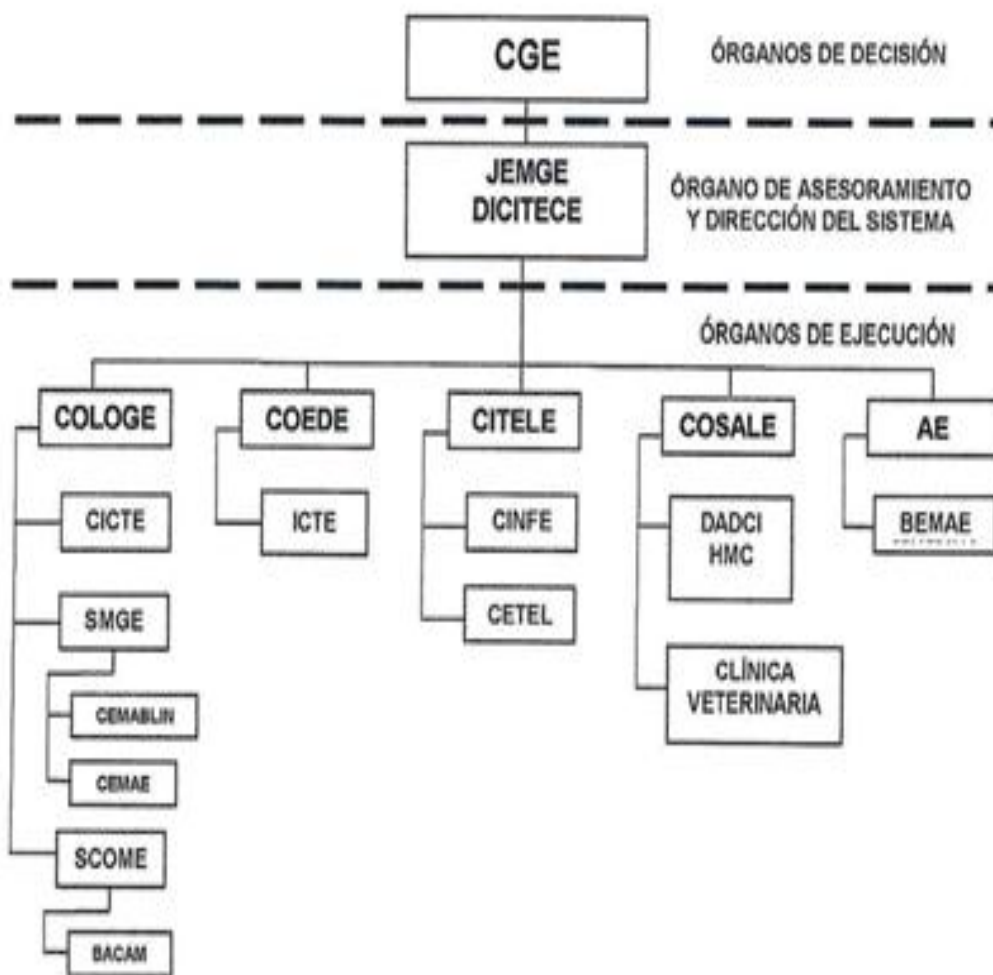 CGE
ÓRGANOS DE DECISIÓN
JEMGE
DICITECE
ÓRGANO DE ASESORAMIENTO
Y DIRECCIÓN DEL SISTEMA
ÓRGANOS DE EJECUCIÓN
COLOGE
COEDE
CITELE
COSALE
AE
CICTE
ICTE
CINFE
DADCI
HMC
BEMAE
SMGE
CETEL
CLÍNICA
VETERINARIA
CEMABLIN
CEMAE
SCOME
BACAM